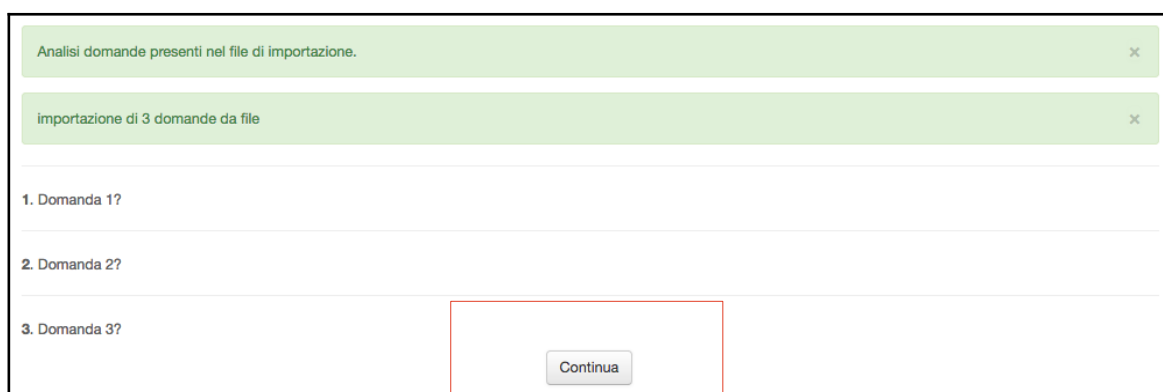 Analisi domande presenti nel file di importazione. ×
importazione di 3 domande da file ×
1. Domanda 1?
2. Domanda 2?
3. Domanda 3?
Continua